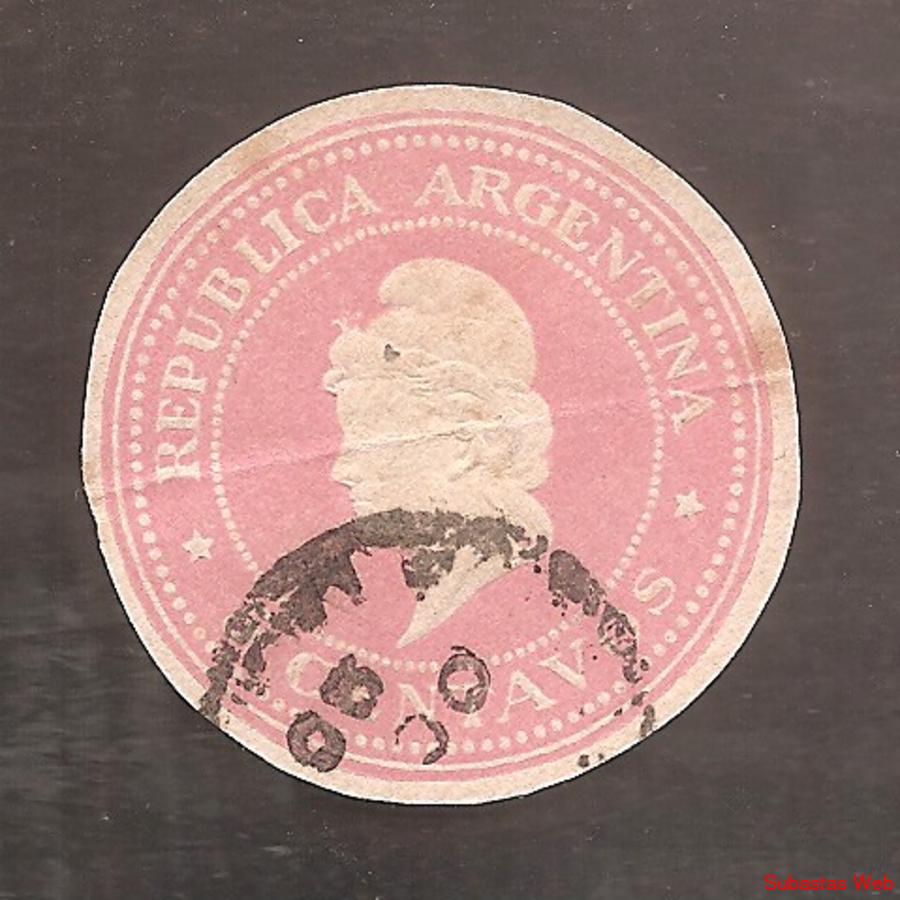 REPUBLICA ARGENTINA
CENTAVOS
Subastas Web